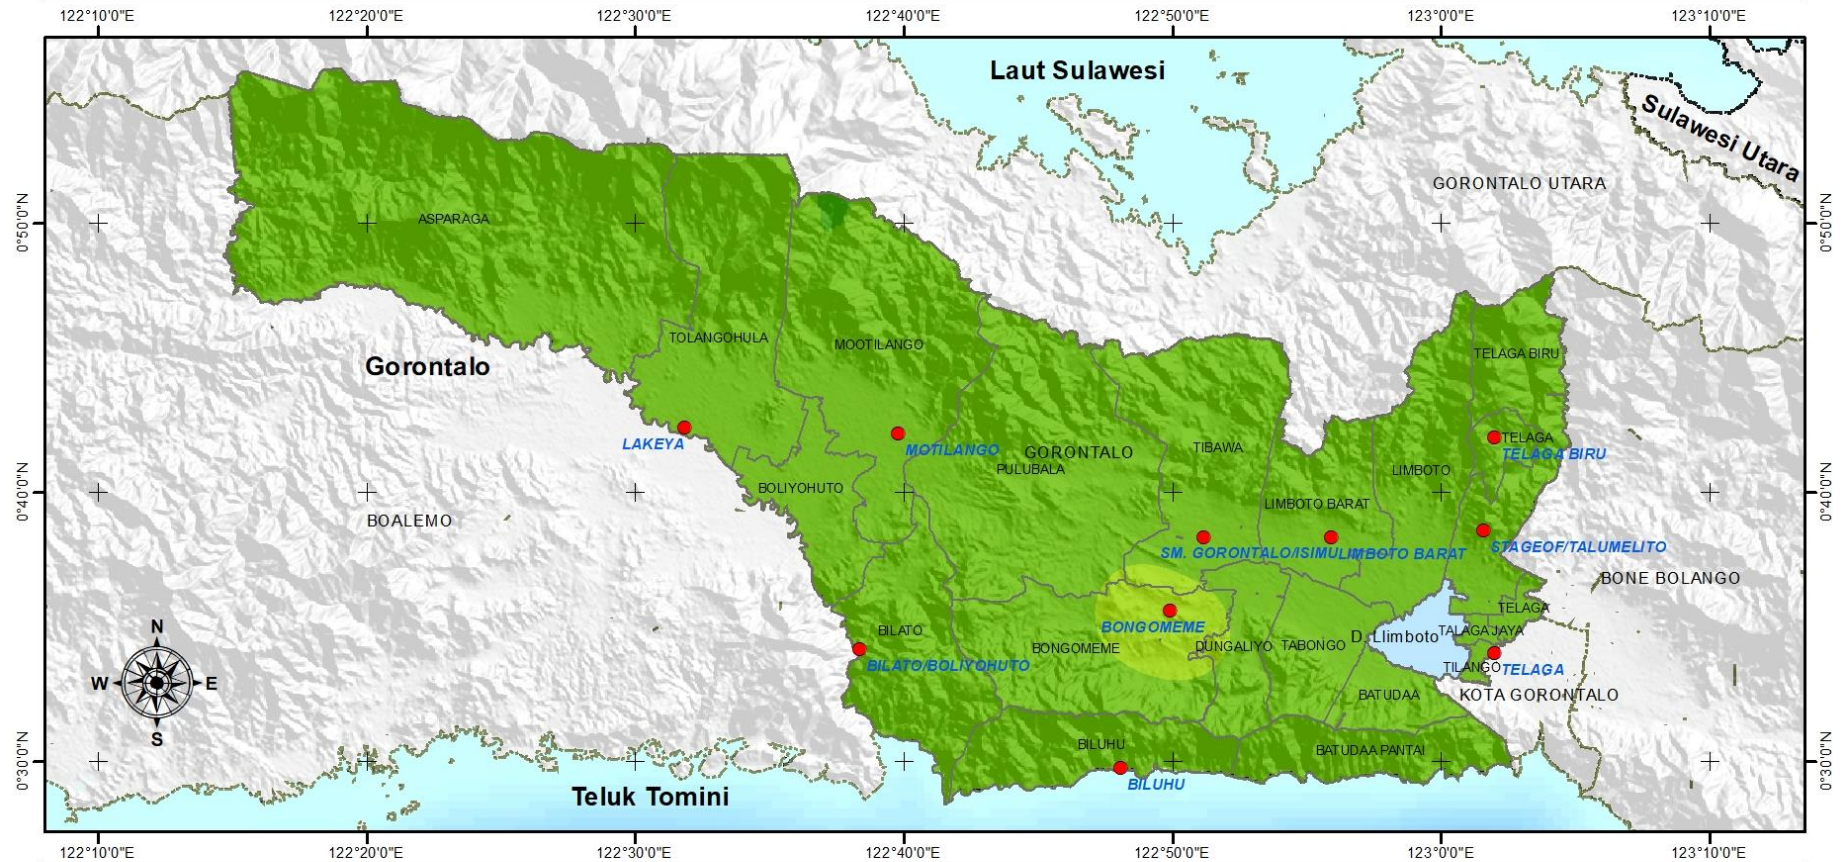 122°10'0"E 122°20'0"E 122°30'0"E 122°40'0"E 122°50'0"E 123°0'0"E 123°10'0"E
Laut Sulawesi
Sulawesi Utara
GORONTALO UTARA
0°50'0"N
ASPARAGA
0°50'0"N
TOLANGOHULA
MOOTILANGO
TELAGA BIRU
Gorontalo
LAKEYA
MOTILANGO
GORONTALO
PULUBALA
TIBAWA
LIMBOTO
TELAGA
TELAGA BIRU
0°40'0"N
BOLIYOHUTO
LIMBOTO BARAT
0°40'0"N
BOALEMO
SM. GORONTALO/ISIMU
LIMBOTO BARAT
STAGEOF/TALUMELITO
BONE BOLANGO
TELAGA
BILATO
BONGOMEME
D. Llimboto
TALAGA JAYA
BONGOMEME
DUNGALIYO
TABONGO
BILATO/BOLIYOHUTO
TILANGO
TELAGA
BATUDAA
KOTA GORONTALO
N
W
E
S
BILUHU
BATUDAA PANTAI
0°30'0"N
0°30'0"N
BILUHU
Teluk Tomini
122°10'0"E 122°20'0"E 122°30'0"E 122°40'0"E 122°50'0"E 123°0'0"E 123°10'0"E